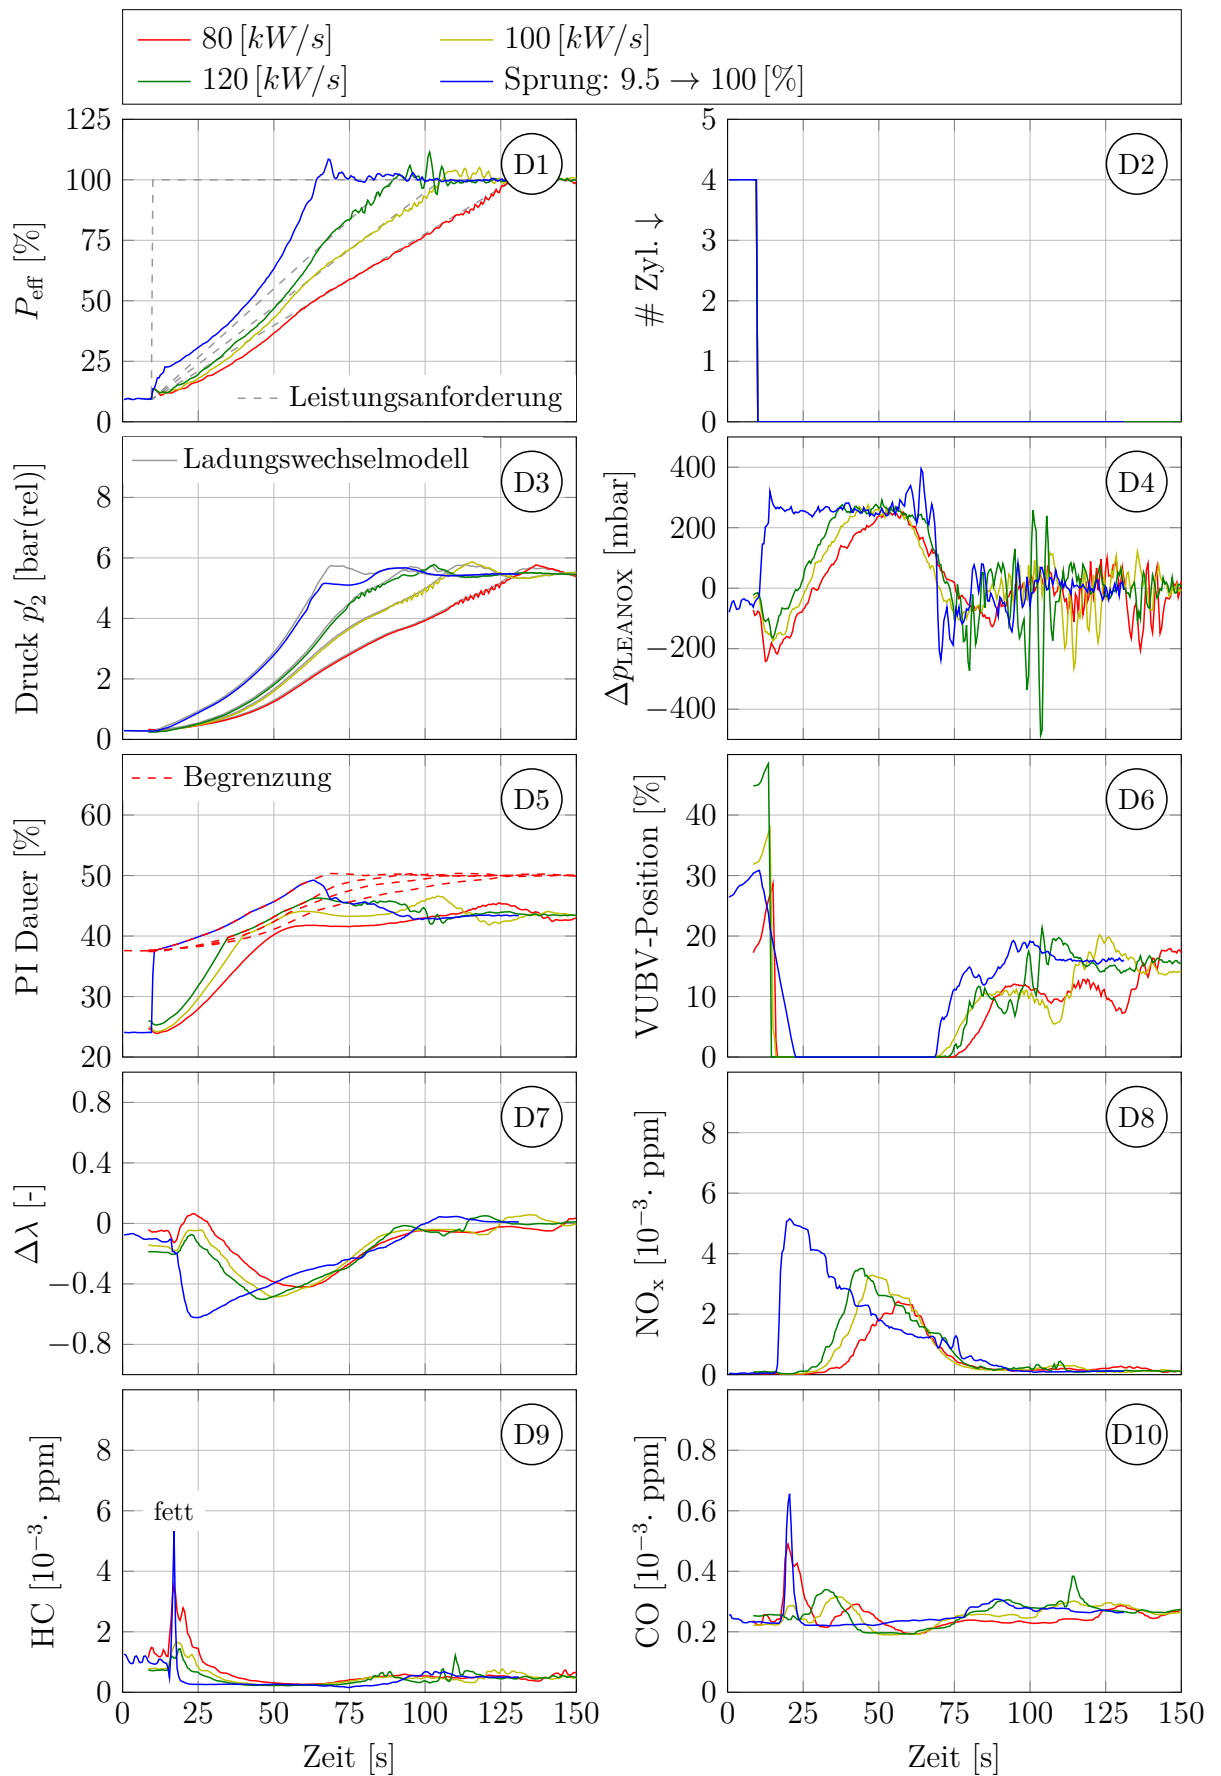 80 [kW/s] 100 [kW/s]
120 [kW/s] Sprung: 9.5 → 100 [%]
P_eff [%]
125
100
75
50
25
0
D1
Leistungsanforderung
# Zyl. ↓
5
4
3
2
1
0
D2
Druck p′_2 [bar(rel)]
8
6
4
2
0
Ladungswechselmodell
D3
Δp_LEANOX [mbar]
400
200
0
−200
−400
D4
PI Dauer [%]
60
50
40
30
20
Begrenzung
D5
VUBV-Position [%]
40
30
20
10
0
D6
Δλ [-]
0.8
0.4
0
−0.4
−0.8
D7
NO_x [10^−3· ppm]
8
6
4
2
0
D8
HC [10^−3· ppm]
8
6
4
2
0
fett
D9
0 25 50 75 100 125 150
Zeit [s]
CO [10^−3· ppm]
0.8
0.6
0.4
0.2
0
D10
0 25 50 75 100 125 150
Zeit [s]